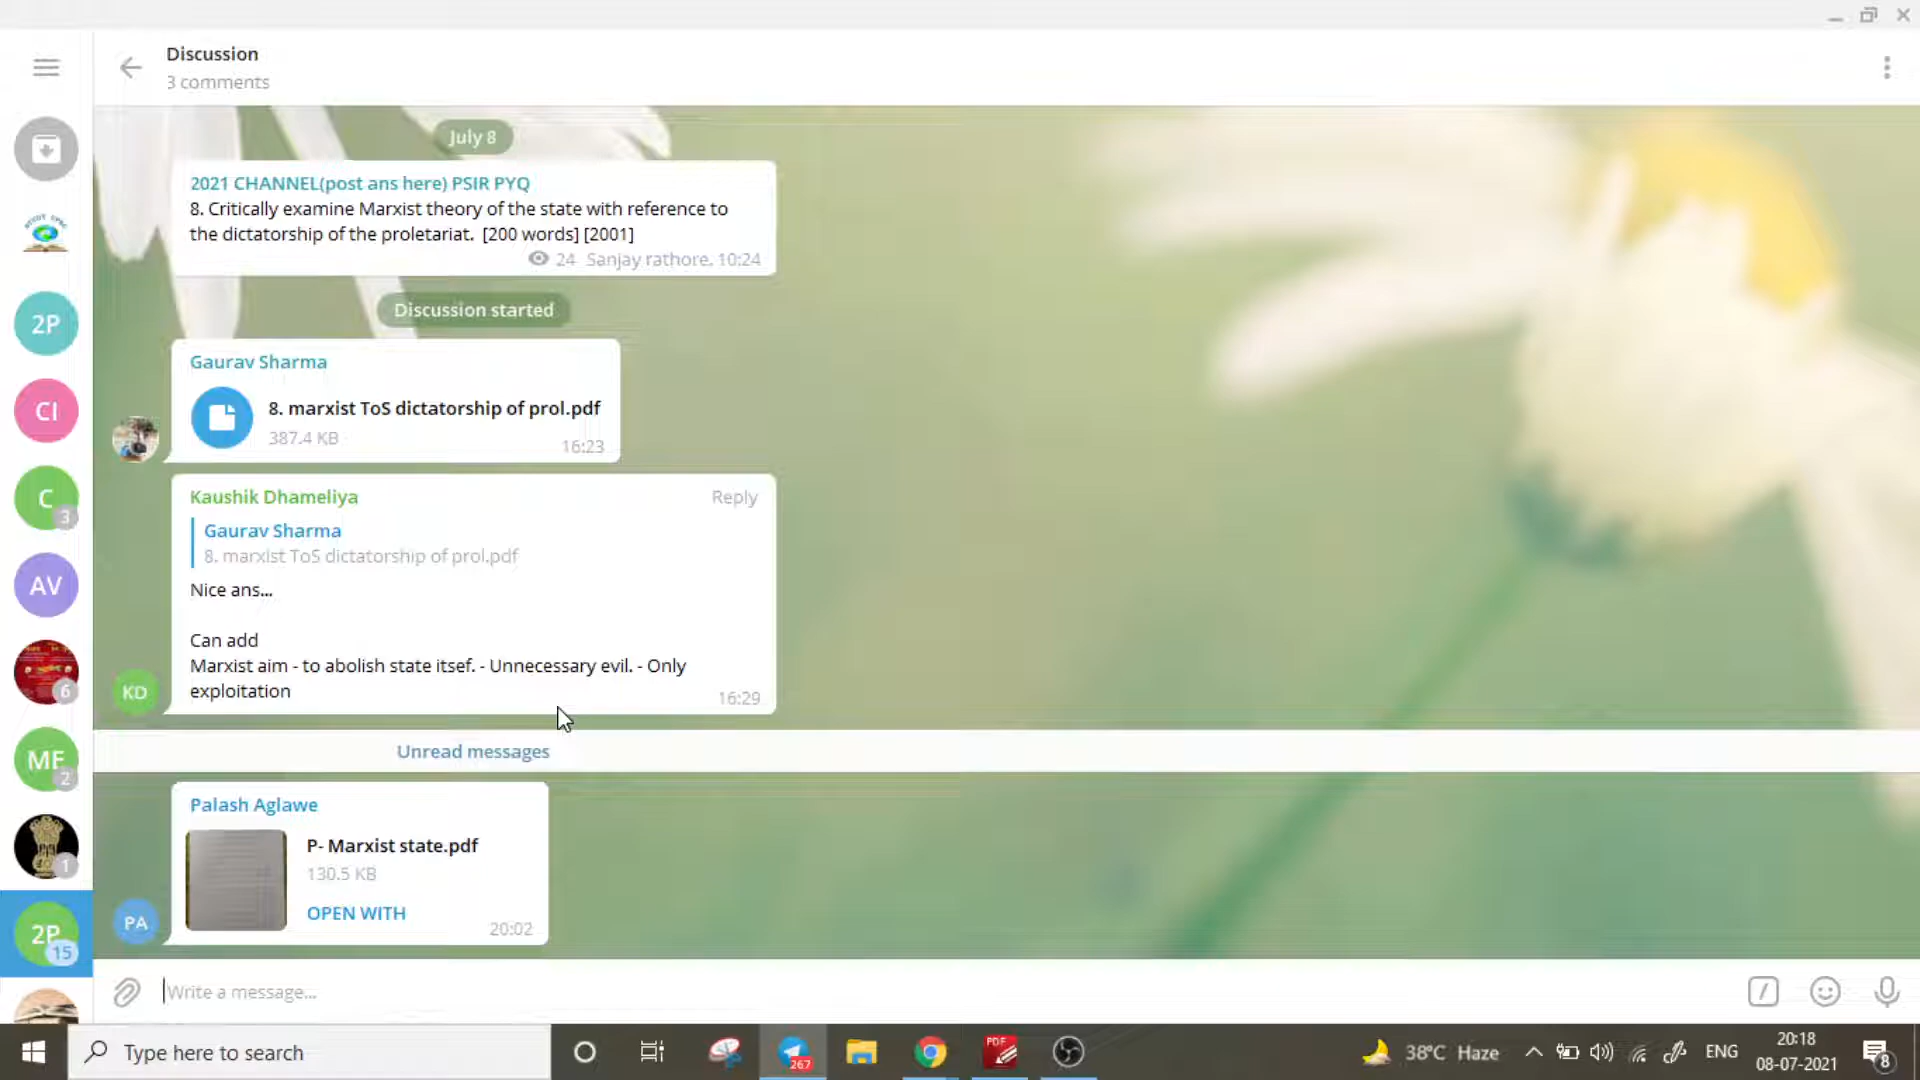 Discussion
3 comments
July 8
2021 CHANNEL(post ans here) PSIR PYQ
8. Critically examine Marxist theory of the state with reference to
the dictatorship of the proletariat. [200 words] [2001]
24 Sanjay rathore, 10:24
Discussion started
Gaurav Sharma
8. marxist ToS dictatorship of prol.pdf
387.4 KB
16:23
Kaushik Dhameliya
Reply
Gaurav Sharma
8. marxist ToS dictatorship of prol.pdf
Nice ans...
Can add
Marxist aim - to abolish state itsef. - Unnecessary evil. - Only
exploitation
16:29
KD
Unread messages
Palash Aglawe
P- Marxist state.pdf
130.5 KB
OPEN WITH
20:02
PA
Write a message...
2P
CI
C
3
AV
6
MF
2
1
2P
15
Type here to search
267
PDF
38°C Haze
ENG
20:18
08-07-2021
8